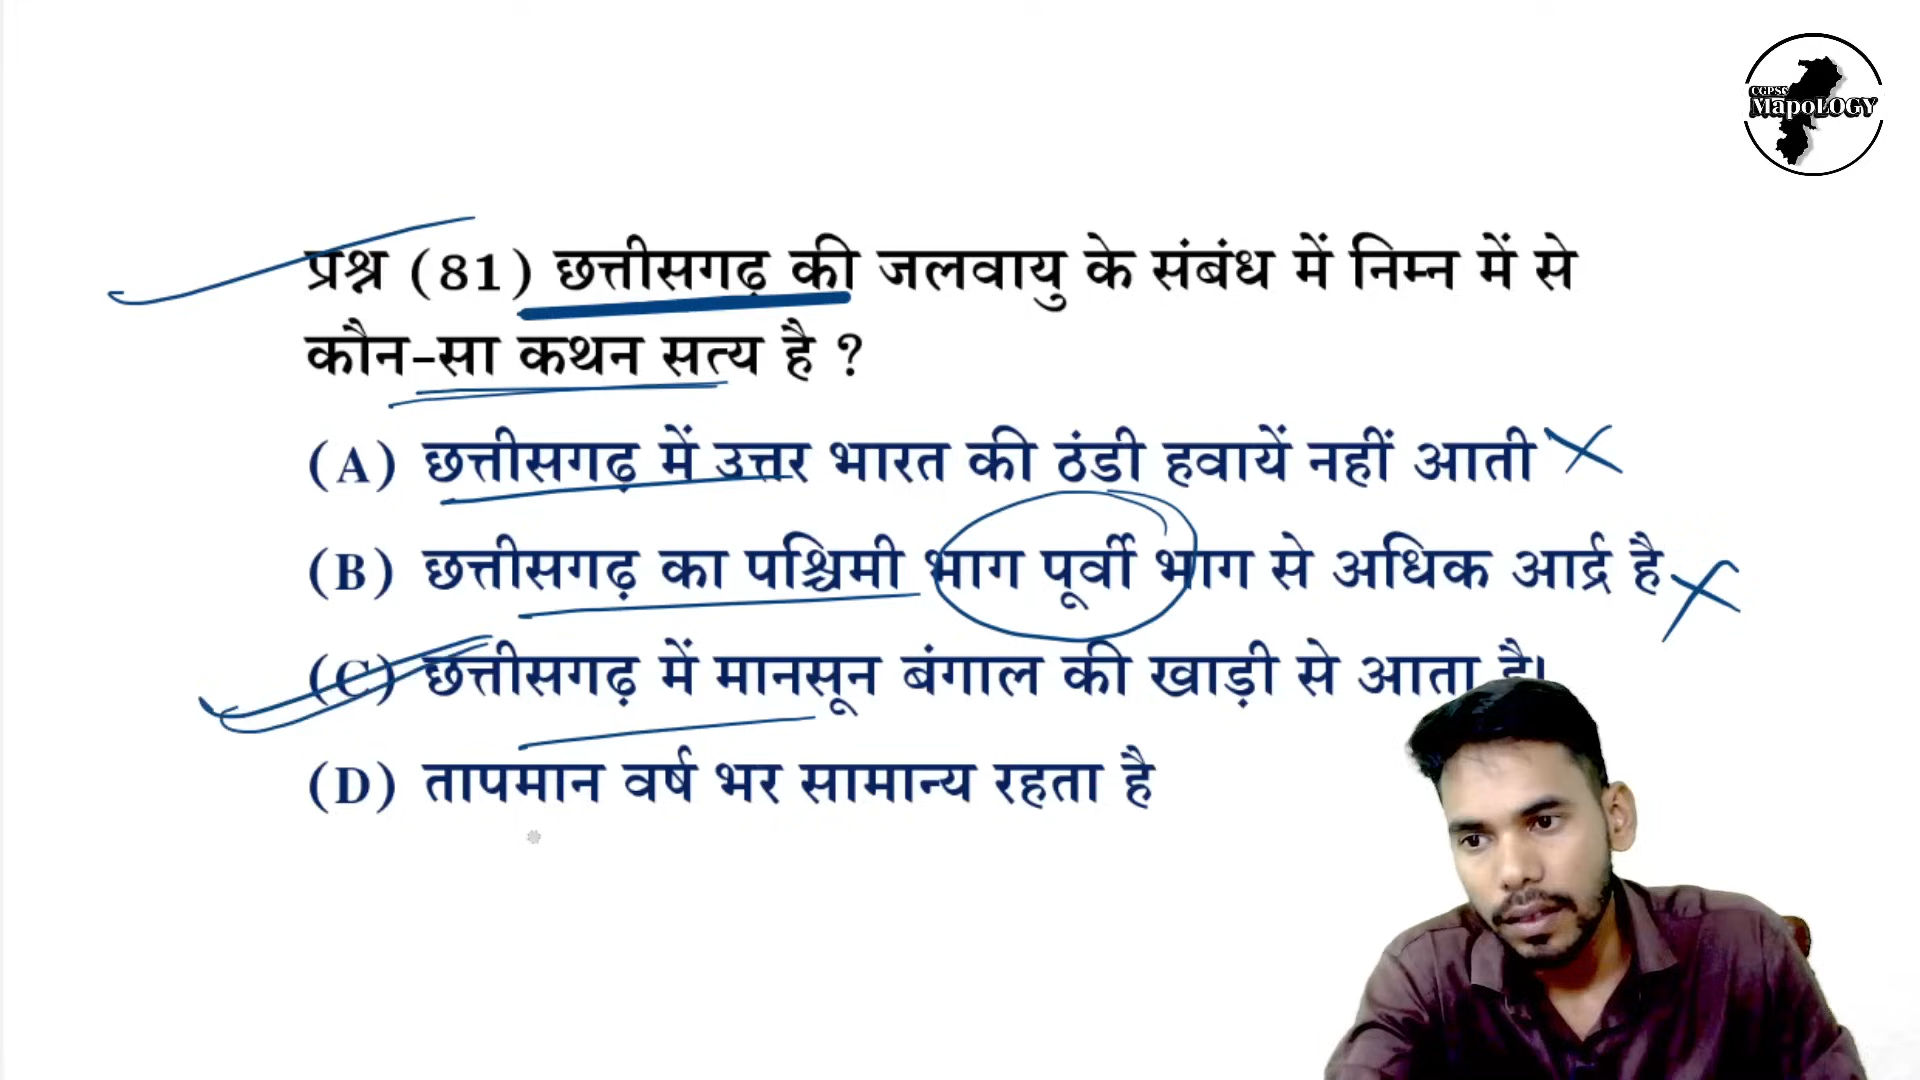 CGPSC
MapoLOGY
प्रश्न (81) छत्तीसगढ़ की जलवायु के संबंध में निम्न में से
कौन-सा कथन सत्य है ?
(A) छत्तीसगढ़ में उत्तर भारत की ठंडी हवायें नहीं आती
(B) छत्तीसगढ़ का पश्चिमी भाग पूर्वी भाग से अधिक आर्द्र है
(C) छत्तीसगढ़ में मानसून बंगाल की खाड़ी से आता है।
(D) तापमान वर्ष भर सामान्य रहता है